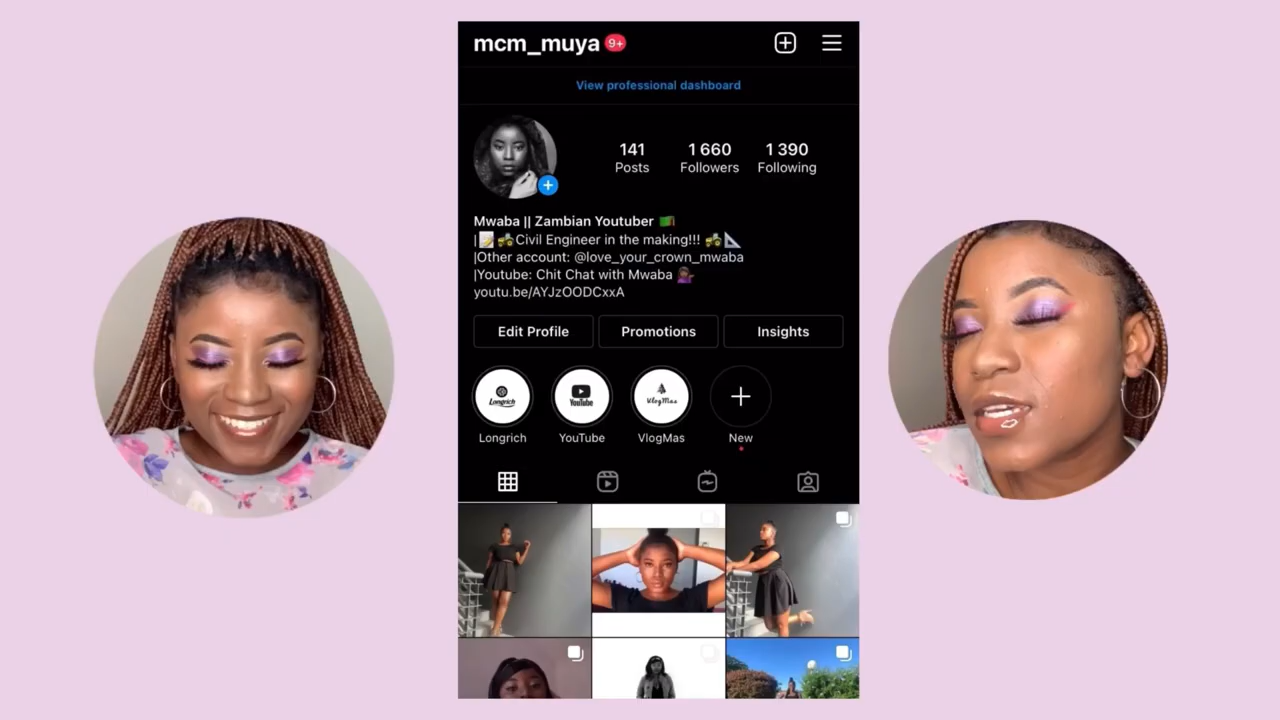 mcm_muya 9+
View professional dashboard
141 1 660 1 390
Posts Followers Following
Mwaba || Zambian Youtuber 🇿🇲
|📝🚜Civil Engineer in the making!!! 🚜📐
|Other account: @love_your_crown_mwaba
|Youtube: Chit Chat with Mwaba 💁🏾‍♀️
youtu.be/AYJzOODCxxA
Edit Profile Promotions Insights
Longrich YouTube VlogMas
Longrich YouTube VlogMas New